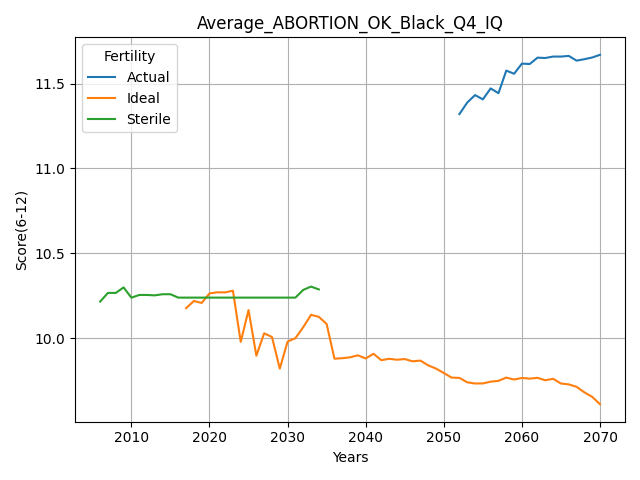 Average_ABORTION_OK_Black_Q4_IQ
Fertility
Actual
Ideal
Sterile
Score(6-12)
11.5
11.0
10.5
10.0
2010 2020 2030 2040 2050 2060 2070
Years